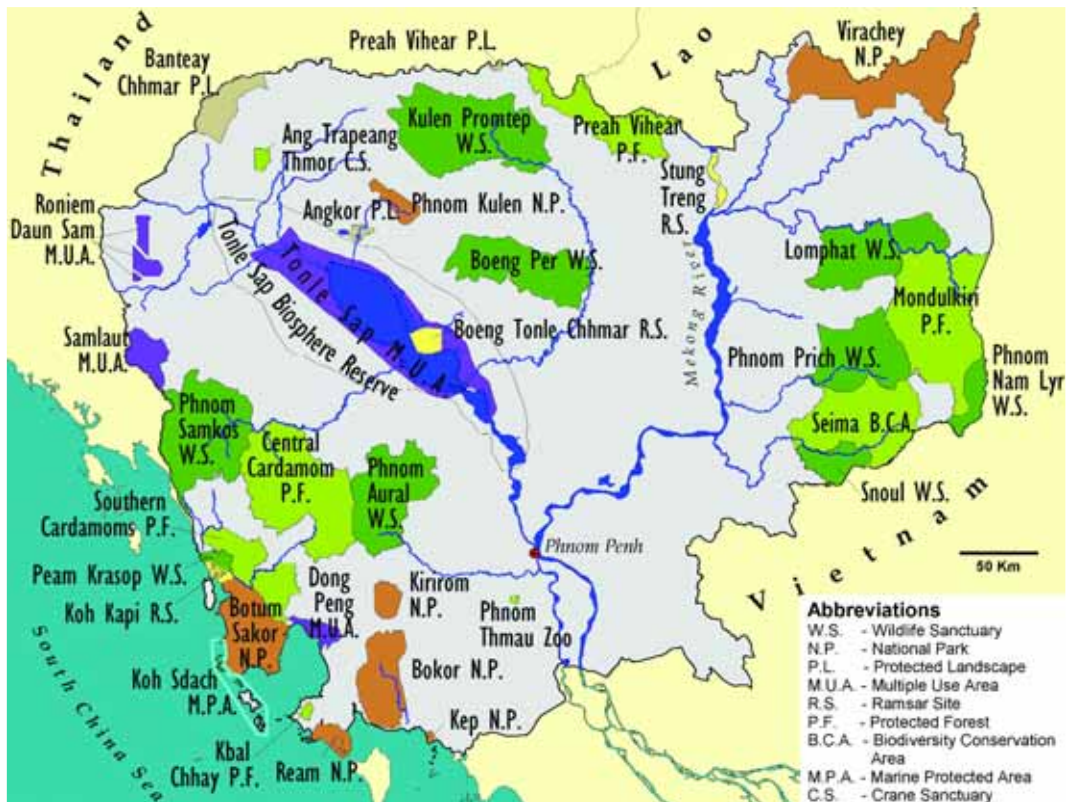 Thailand
Banteay
Chhmar P.L.
Preah Vihear P.L.
Lao
Virachey
N.P.
Kulen Promtep
W.S.
Preah Vihear
P.F.
Ang Trapeang
Thmor C.S.
Stung
Treng
R.S.
Roniem
Daun Sam
M.U.A.
Angkor P.L.
Phnom Kulen N.P.
Tonle Sap M.U.A.
Tonle Sap Biosphere Reserve
Boeng Per W.S.
Mekong River
Lomphat W.S.
Mondulkiri
P.F.
Samlaut
M.U.A.
Boeng Tonle Chhmar R.S.
Phnom Prich W.S.
Phnom
Nam Lyr
W.S.
Phnom
Samkos
W.S.
Central
Cardamom
P.F.
Phnom
Aural
W.S.
Seima B.C.A.
Snoul W.S.
Southern
Cardamoms P.F.
Vietnam
Phnom Penh
50 Km
Peam Krasop W.S.
Koh Kapi R.S.
Botum
Sakor
N.P.
Dong
Peng
M.U.A.
Kirirom
N.P.
Phnom
Thmau Zoo
Koh Sdach
M.P.A.
Bokor N.P.
Kep N.P.
Kbal
Chhay P.F.
Ream N.P.
South China Sea
Abbreviations
W.S. - Wildlife Sanctuary
N.P. - National Park
P.L. - Protected Landscape
M.U.A. - Multiple Use Area
R.S. - Ramsar Site
P.F. - Protected Forest
B.C.A. - Biodiversity Conservation
Area
M.P.A. - Marine Protected Area
C.S. - Crane Sanctuary